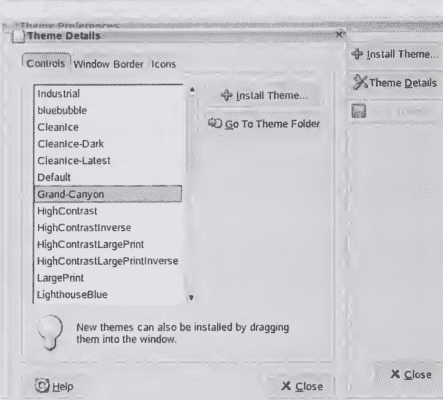 Theme Preferences
Theme Details
Controls Window Border Icons
Industrial
bluebubble
CleanIce
CleanIce-Dark
CleanIce-Latest
Default
Grand-Canyon
HighContrast
HighContrastInverse
HighContrastLargePrint
HighContrastLargePrintInverse
LargePrint
LighthouseBlue
Install Theme...
Go To Theme Folder
New themes can also be installed by dragging
them into the window.
Help
Close
Install Theme...
Theme Details
Close